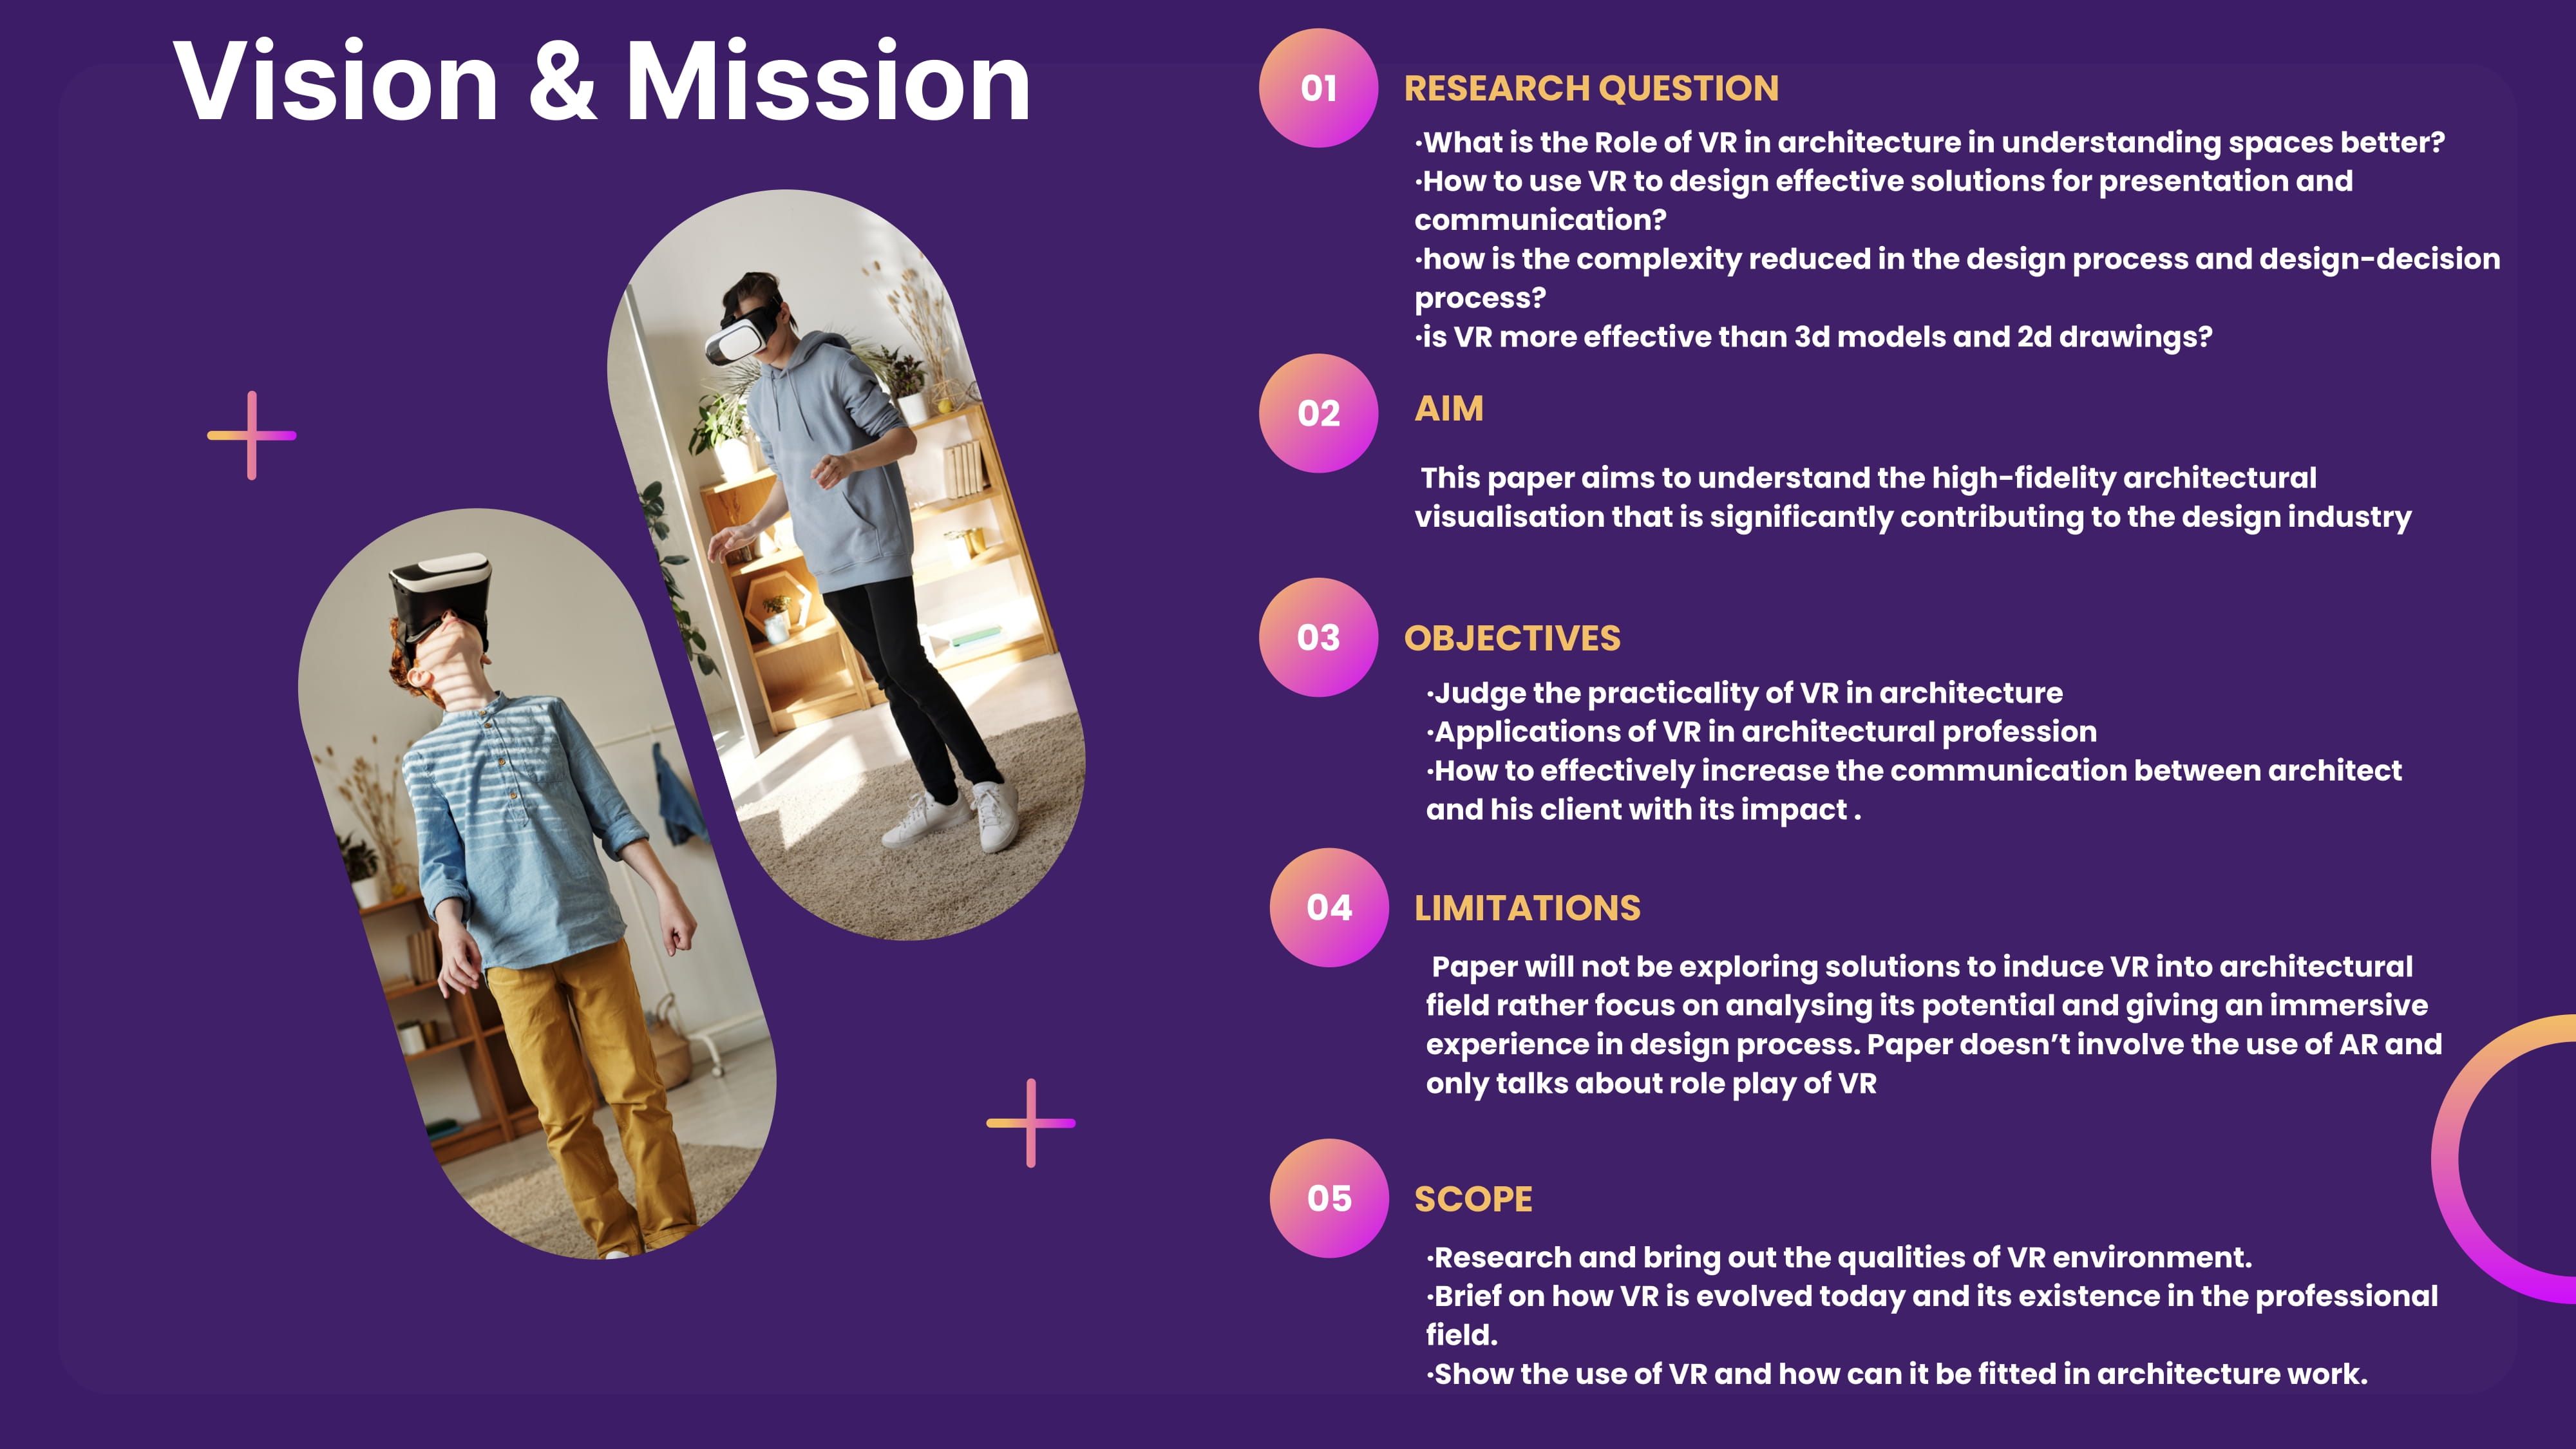 Vision & Mission
01
RESEARCH QUESTION
·What is the Role of VR in architecture in understanding spaces better?
·How to use VR to design effective solutions for presentation and
communication?
·how is the complexity reduced in the design process and design-decision
process?
·is VR more effective than 3d models and 2d drawings?
02
AIM
This paper aims to understand the high-fidelity architectural
visualisation that is significantly contributing to the design industry
03
OBJECTIVES
·Judge the practicality of VR in architecture
·Applications of VR in architectural profession
·How to effectively increase the communication between architect
and his client with its impact .
04
LIMITATIONS
Paper will not be exploring solutions to induce VR into architectural
field rather focus on analysing its potential and giving an immersive
experience in design process. Paper doesn’t involve the use of AR and
only talks about role play of VR
05
SCOPE
·Research and bring out the qualities of VR environment.
·Brief on how VR is evolved today and its existence in the professional
field.
·Show the use of VR and how can it be fitted in architecture work.